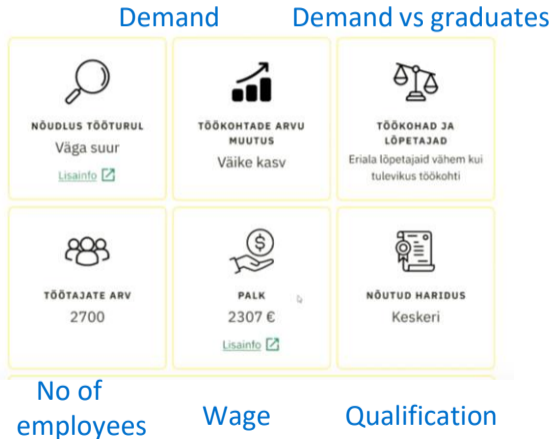 Demand
Demand vs graduates
NÕUDLUS TÖÖTURUL
Väga suur
Lisainfo
TÖÖKOHTADE ARVU
MUUTUS
Väike kasv
TÖÖKOHAD JA
LÕPETAJAD
Eriala lõpetajaid vähem kui
tulevikus töökohti
TÖÖTAJATE ARV
2700
$
PALK
2307 €
Lisainfo
NÕUTUD HARIDUS
Keskeri
No of
employees
Wage
Qualification